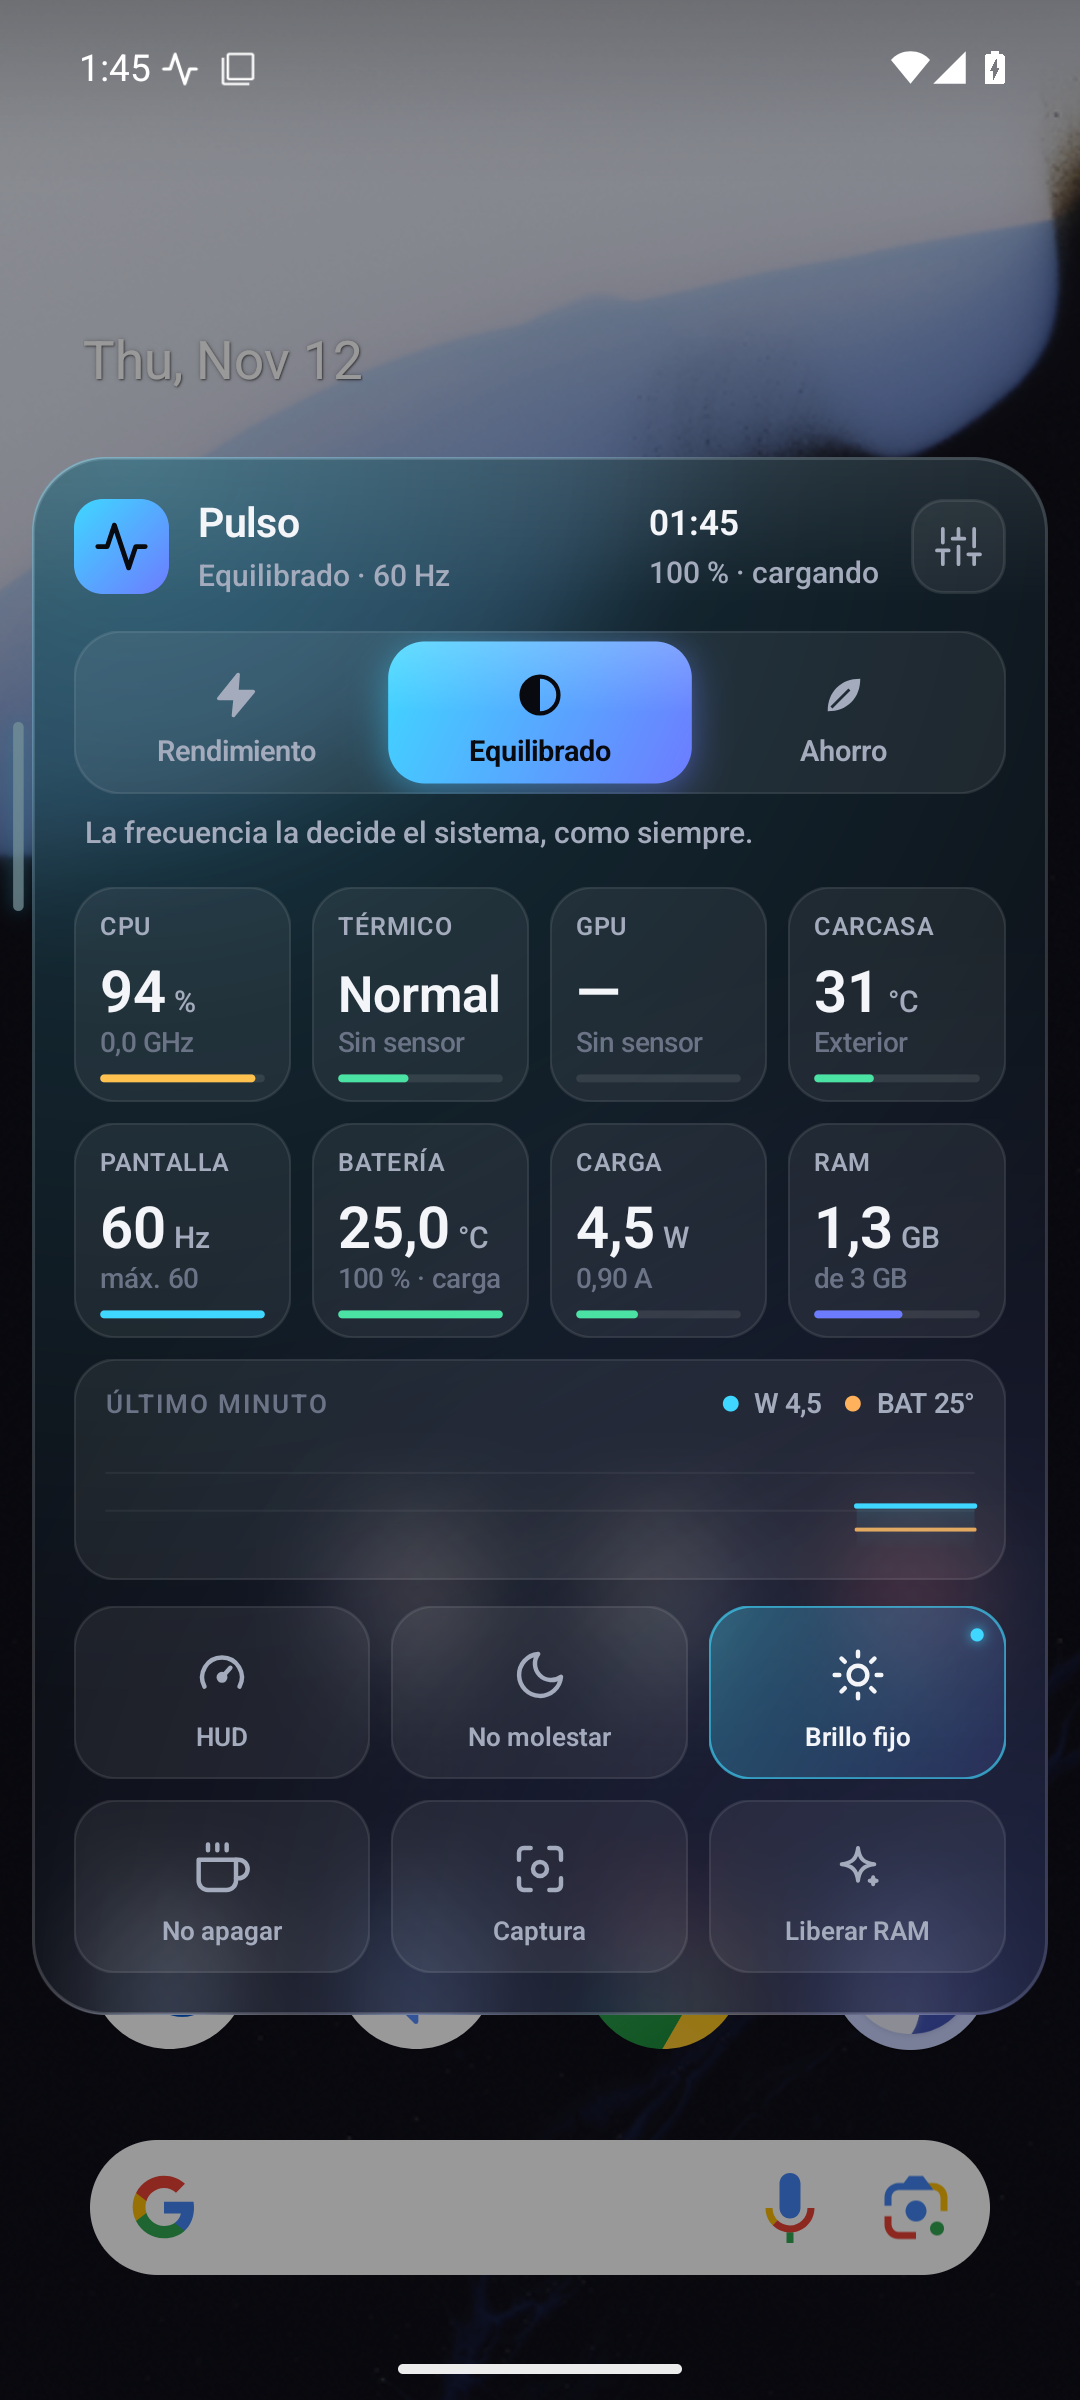 1:45
Thu, Nov 12
Pulso
Equilibrado · 60 Hz
01:45
100 % · cargando
Rendimiento
Equilibrado
Ahorro
La frecuencia la decide el sistema, como siempre.
CPU
94 %
0,0 GHz
TÉRMICO
Normal
Sin sensor
GPU
—
Sin sensor
CARCASA
31 °C
Exterior
PANTALLA
60 Hz
máx. 60
BATERÍA
25,0 °C
100 % · carga
CARGA
4,5 W
0,90 A
RAM
1,3 GB
de 3 GB
ÚLTIMO MINUTO
W 4,5
BAT 25°
HUD
No molestar
Brillo fijo
No apagar
Captura
Liberar RAM